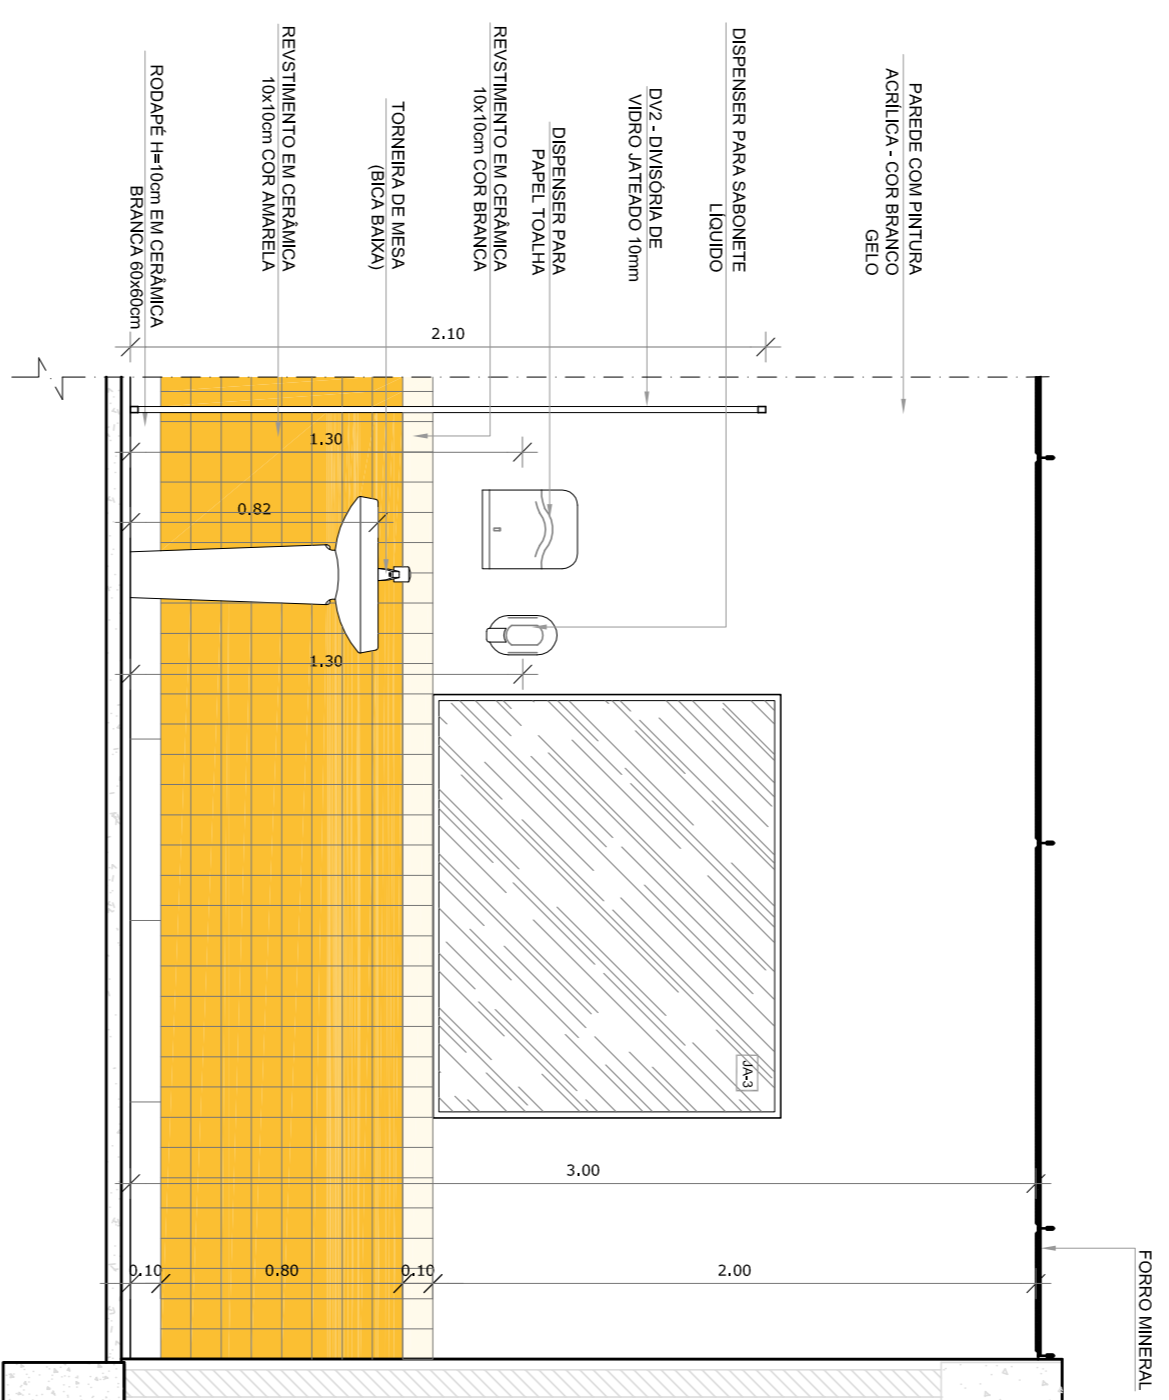 PAREDE COM PINTURA
ACRÍLICA - COR BRANCO
GELO
DISPENSER PARA SABONETE
LÍQUIDO
DV2 - DIVISÓRIA DE
VIDRO JATEADO 10mm
DISPENSER PARA
PAPEL TOALHA
REVSTIMENTO EM CERÂMICA
10x10cm COR BRANCA
TORNEIRA DE MESA
(BICA BAIXA)
REVSTIMENTO EM CERÂMICA
10x10cm COR AMARELA
RODAPÉ H=10cm EM CERÂMICA
BRANCA 60x60cm
2.10
1.30
0.82
1.30
JA-3
3.00
0.10
0.80
0.10
2.00
FORRO MINERAL